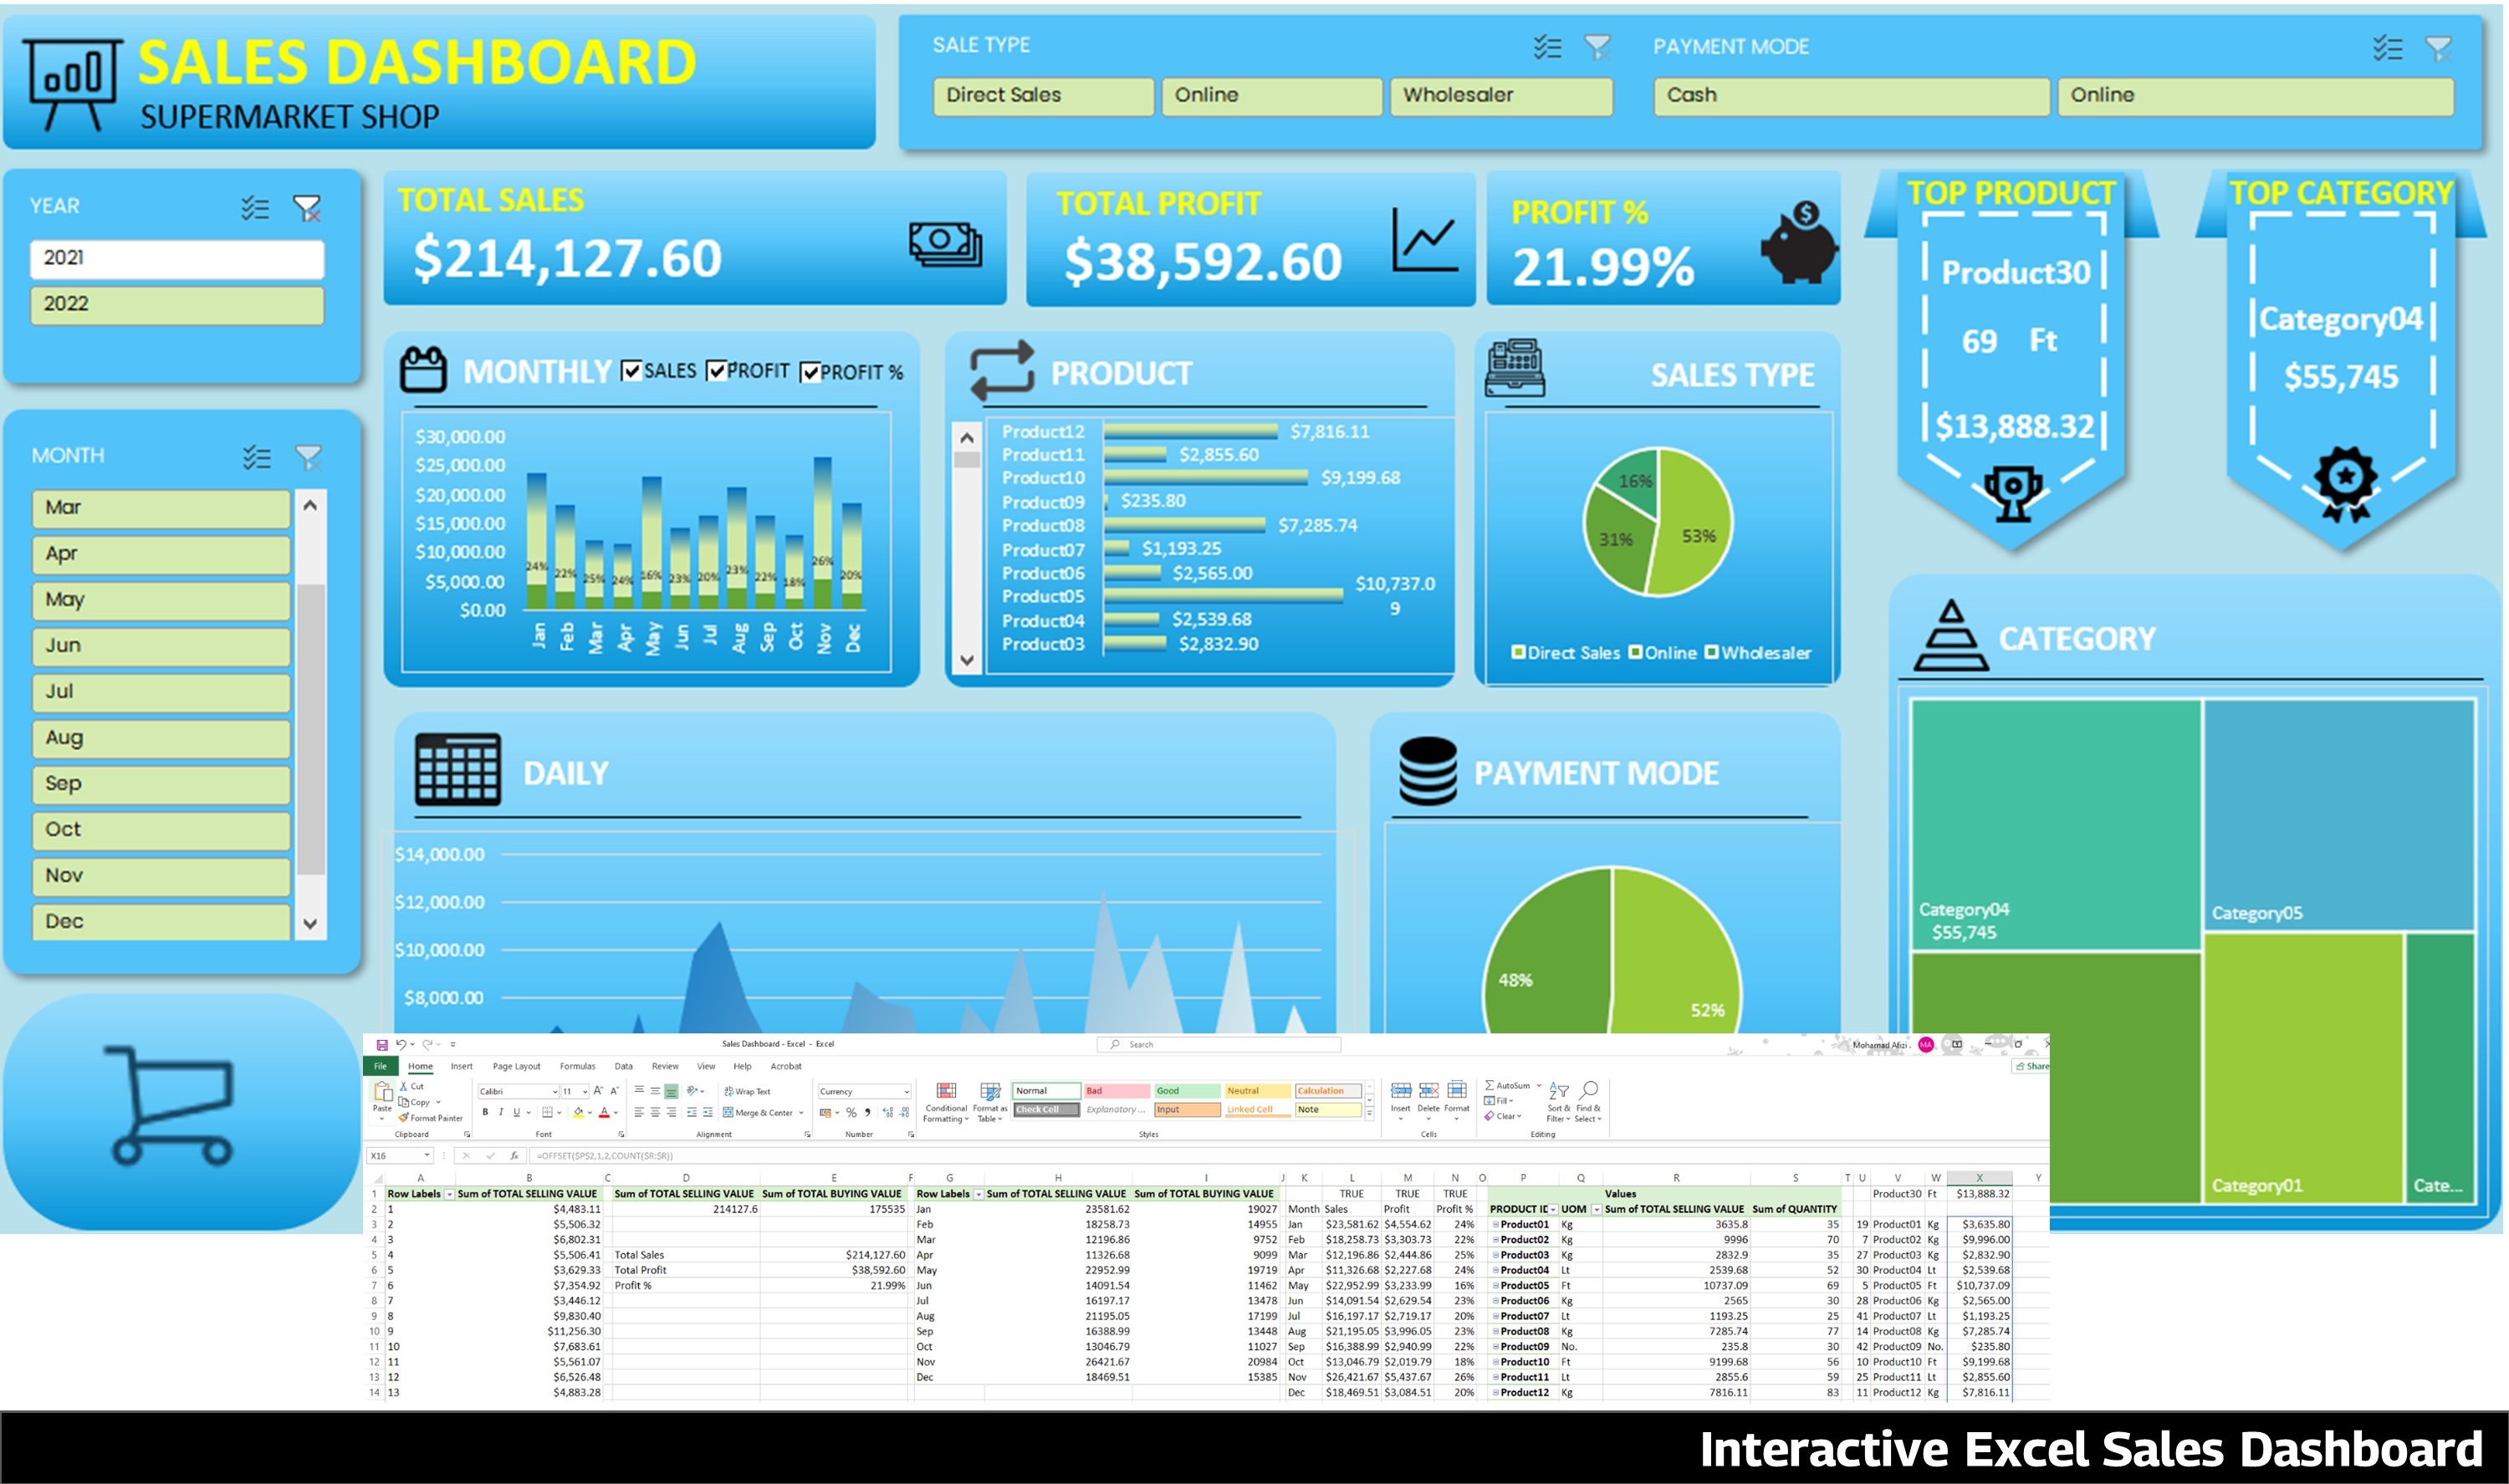 SALES DASHBOARD
SUPERMARKET SHOP
SALE TYPE
Direct Sales Online Wholesaler
PAYMENT MODE
Cash Online
YEAR
2021
2022
TOTAL SALES
$214,127.60
TOTAL PROFIT
$38,592.60
PROFIT %
21.99%
TOP PRODUCT
Product30
69 Ft
$13,888.32
TOP CATEGORY
Category04
$55,745
MONTH
Mar
Apr
May
Jun
Jul
Aug
Sep
Oct
Nov
Dec
MONTHLY SALES PROFIT PROFIT %
$30,000.00
$25,000.00
$20,000.00
$15,000.00
$10,000.00
$5,000.00
$0.00
24% 22% 25% 24% 16% 23% 20% 23% 22% 18% 26% 20%
Jan Feb Mar Apr May Jun Jul Aug Sep Oct Nov Dec
PRODUCT
Product12 $7,816.11
Product11 $2,855.60
Product10 $9,199.68
Product09 $235.80
Product08 $7,285.74
Product07 $1,193.25
Product06 $2,565.00
Product05 $10,737.0
9
Product04 $2,539.68
Product03 $2,832.90
SALES TYPE
16%
31% 53%
Direct Sales Online Wholesaler
DAILY
$14,000.00
$12,000.00
$10,000.00
$8,000.00
PAYMENT MODE
48%
52%
CATEGORY
Category04
$55,745
Category05
Category01
Cate...
Sales Dashboard - Excel - Excel
Search
Mohamad Afizi . MA
File Home Insert Page Layout Formulas Data Review View Help Acrobat
Share
Paste
Cut
Copy
Format Painter
Clipboard
Calibri 11
B I U
Font
Wrap Text
Merge & Center
Alignment
Currency
Number
Conditional Formatting
Format as Table
Normal Bad Good Neutral Calculation
Check Cell Explanatory ... Input Linked Cell Note
Styles
Insert Delete Format
Cells
AutoSum
Fill
Clear
Sort & Filter
Find & Select
Editing
X16 fx =OFFSET($P$2,1,2,COUNT($R:$R))
A B C D E F G H I J K L M N O P Q R S T U V W X Y
1 Row Labels Sum of TOTAL SELLING VALUE Sum of TOTAL SELLING VALUE Sum of TOTAL BUYING VALUE Row Labels Sum of TOTAL SELLING VALUE Sum of TOTAL BUYING VALUE TRUE TRUE TRUE Values Product30 Ft $13,888.32
2 1 $4,483.11 214127.6 175535 Jan 23581.62 19027 Month Sales Profit Profit % PRODUCT ID UOM Sum of TOTAL SELLING VALUE Sum of QUANTITY
3 2 $5,506.32 Feb 18258.73 14955 Jan $23,581.62 $4,554.62 24% Product01 Kg 3635.8 35 19 Product01 Kg $3,635.80
4 3 $6,802.31 Mar 12196.86 9752 Feb $18,258.73 $3,303.73 22% Product02 Kg 9996 70 7 Product02 Kg $9,996.00
5 4 $5,506.41 Total Sales $214,127.60 Apr 11326.68 9099 Mar $12,196.86 $2,444.86 25% Product03 Kg 2832.9 35 27 Product03 Kg $2,832.90
6 5 $3,629.33 Total Profit $38,592.60 May 22952.99 19719 Apr $11,326.68 $2,227.68 24% Product04 Lt 2539.68 52 30 Product04 Lt $2,539.68
7 6 $7,354.92 Profit % 21.99% Jun 14091.54 11462 May $22,952.99 $3,233.99 16% Product05 Ft 10737.09 69 5 Product05 Ft $10,737.09
8 7 $3,446.12 Jul 16197.17 13478 Jun $14,091.54 $2,629.54 23% Product06 Kg 2565 30 28 Product06 Kg $2,565.00
9 8 $9,830.40 Aug 21195.05 17199 Jul $16,197.17 $2,719.17 20% Product07 Lt 1193.25 25 41 Product07 Lt $1,193.25
10 9 $11,256.30 Sep 16388.99 13448 Aug $21,195.05 $3,996.05 23% Product08 Kg 7285.74 77 14 Product08 Kg $7,285.74
11 10 $7,683.61 Oct 13046.79 11027 Sep $16,388.99 $2,940.99 22% Product09 No. 235.8 30 42 Product09 No. $235.80
12 11 $5,561.07 Nov 26421.67 20984 Oct $13,046.79 $2,019.79 18% Product10 Ft 9199.68 56 10 Product10 Ft $9,199.68
13 12 $6,526.48 Dec 18469.51 15385 Nov $26,421.67 $5,437.67 26% Product11 Lt 2855.6 59 25 Product11 Lt $2,855.60
14 13 $4,883.28 Dec $18,469.51 $3,084.51 20% Product12 Kg 7816.11 83 11 Product12 Kg $7,816.11
Interactive Excel Sales Dashboard